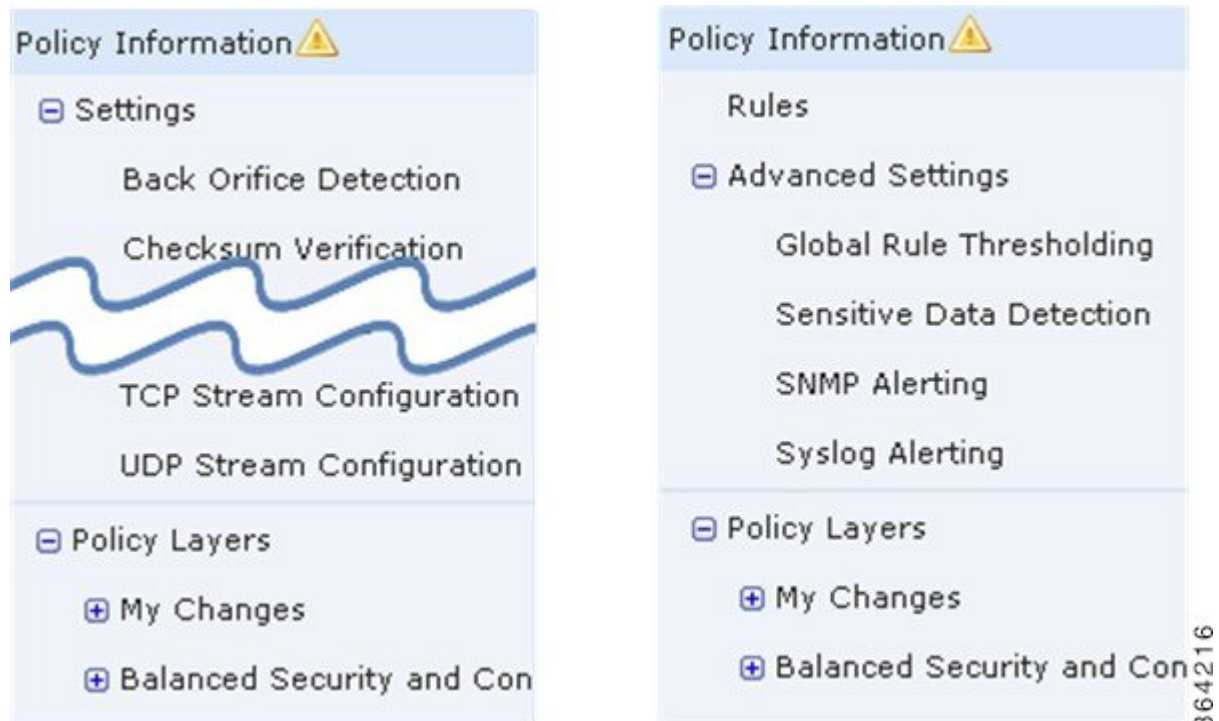 Policy Information
Settings
Back Orifice Detection
Checksum Verification
TCP Stream Configuration
UDP Stream Configuration
Policy Layers
My Changes
Balanced Security and Con
Policy Information
Rules
Advanced Settings
Global Rule Thresholding
Sensitive Data Detection
SNMP Alerting
Syslog Alerting
Policy Layers
My Changes
Balanced Security and Con
364216